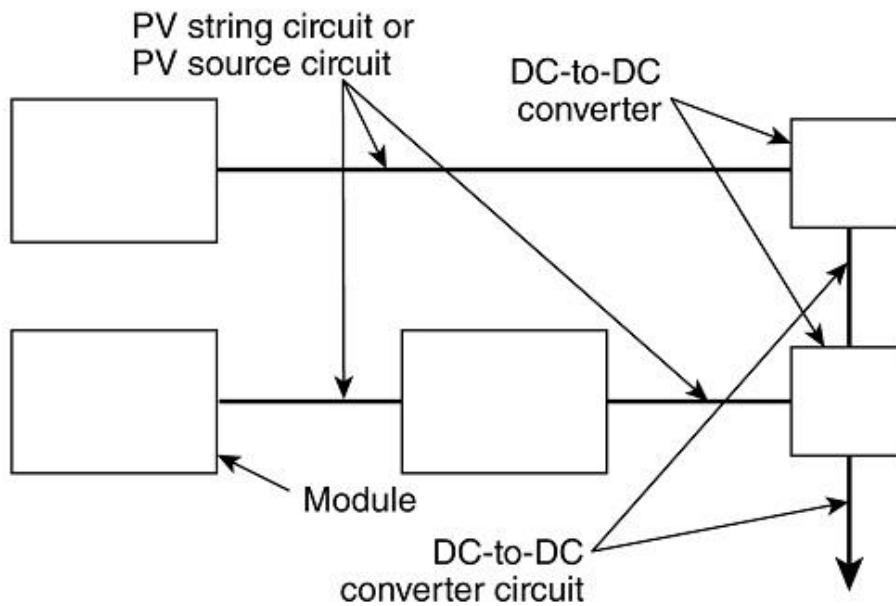 PV string circuit or
PV source circuit
DC-to-DC
converter
Module
DC-to-DC
converter circuit